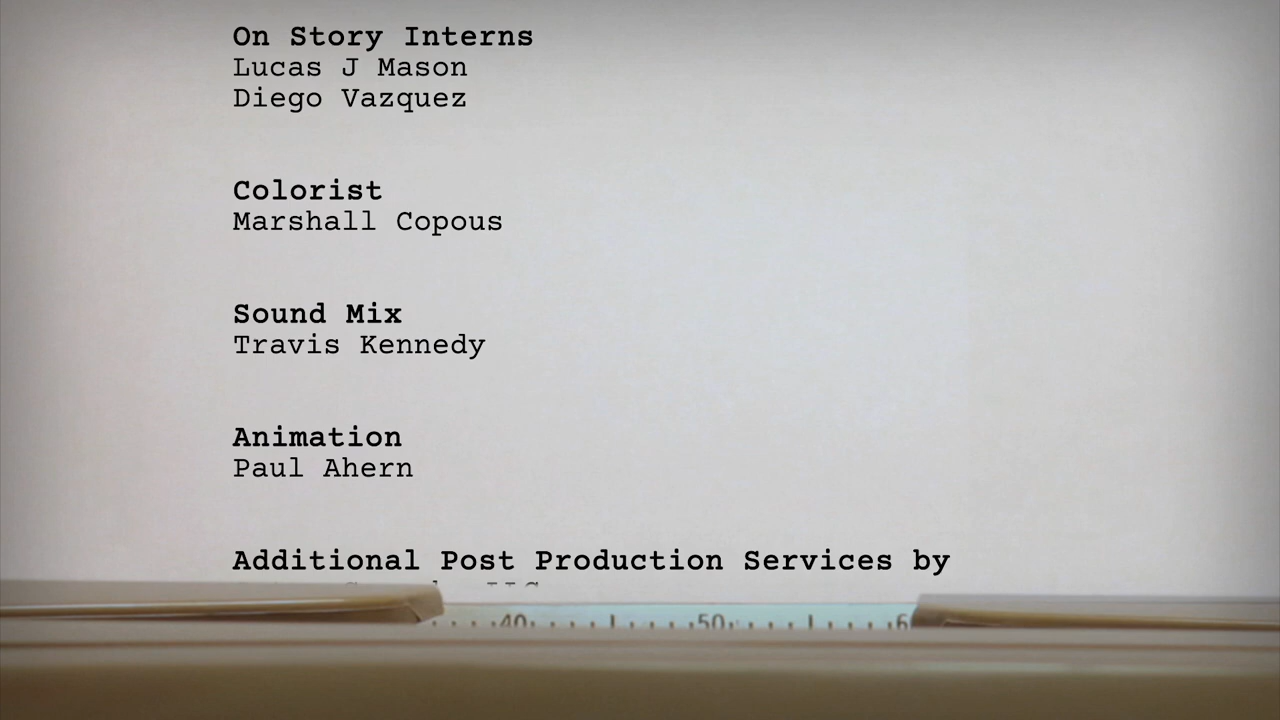 On Story Interns
Lucas J Mason
Diego Vazquez
Colorist
Marshall Copous
Sound Mix
Travis Kennedy
Animation
Paul Ahern
Additional Post Production Services by
40 50